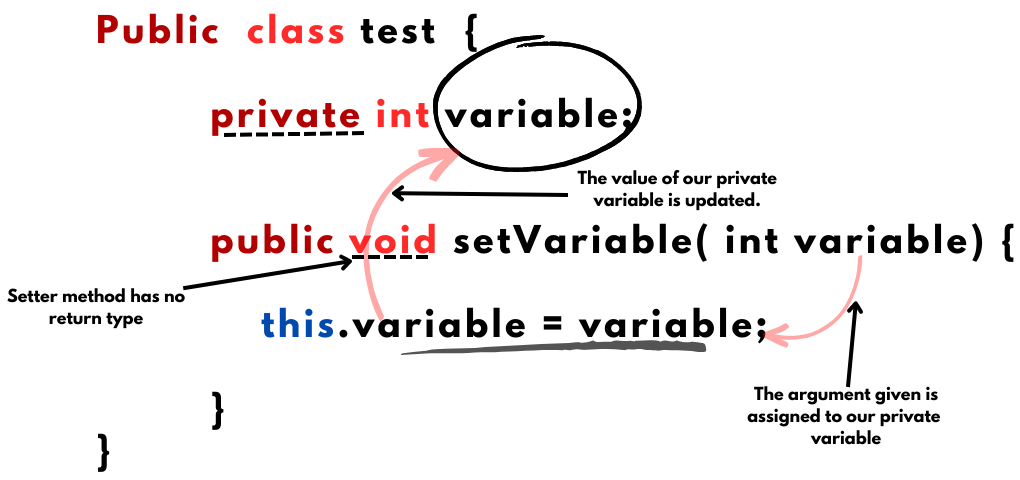 Public class test {
private int variable;
The value of our private
variable is updated.
public void setVariable( int variable) {
Setter method has no
return type
this.variable = variable;
The argument given is
assigned to our private
variable
}
}